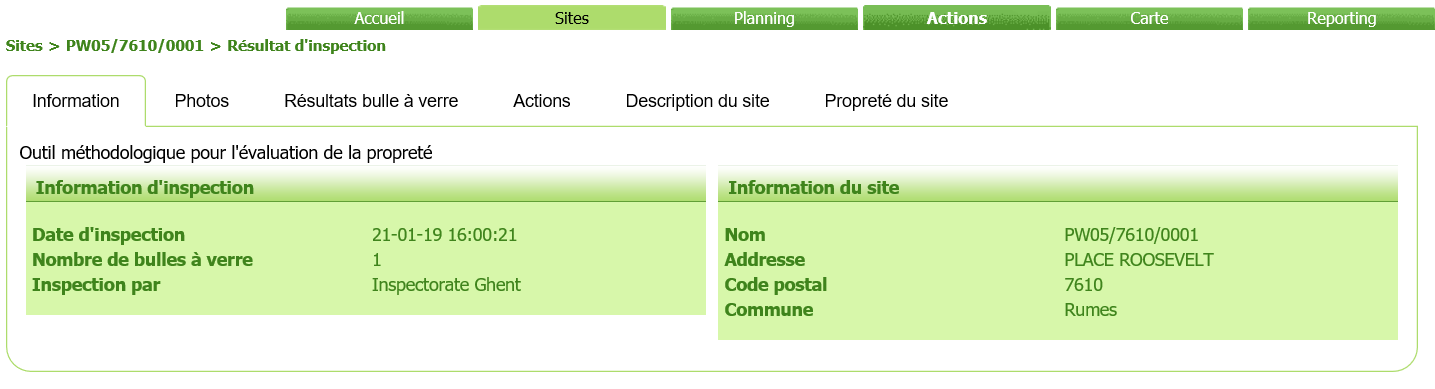 Accueil Sites Planning Actions Carte Reporting
Sites > PW05/7610/0001 > Résultat d'inspection
Information Photos Résultats bulle à verre Actions Description du site Propreté du site
Outil méthodologique pour l'évaluation de la propreté
Information d'inspection
Date d'inspection 21-01-19 16:00:21
Nombre de bulles à verre 1
Inspection par Inspectorate Ghent
Information du site
Nom PW05/7610/0001
Addresse PLACE ROOSEVELT
Code postal 7610
Commune Rumes